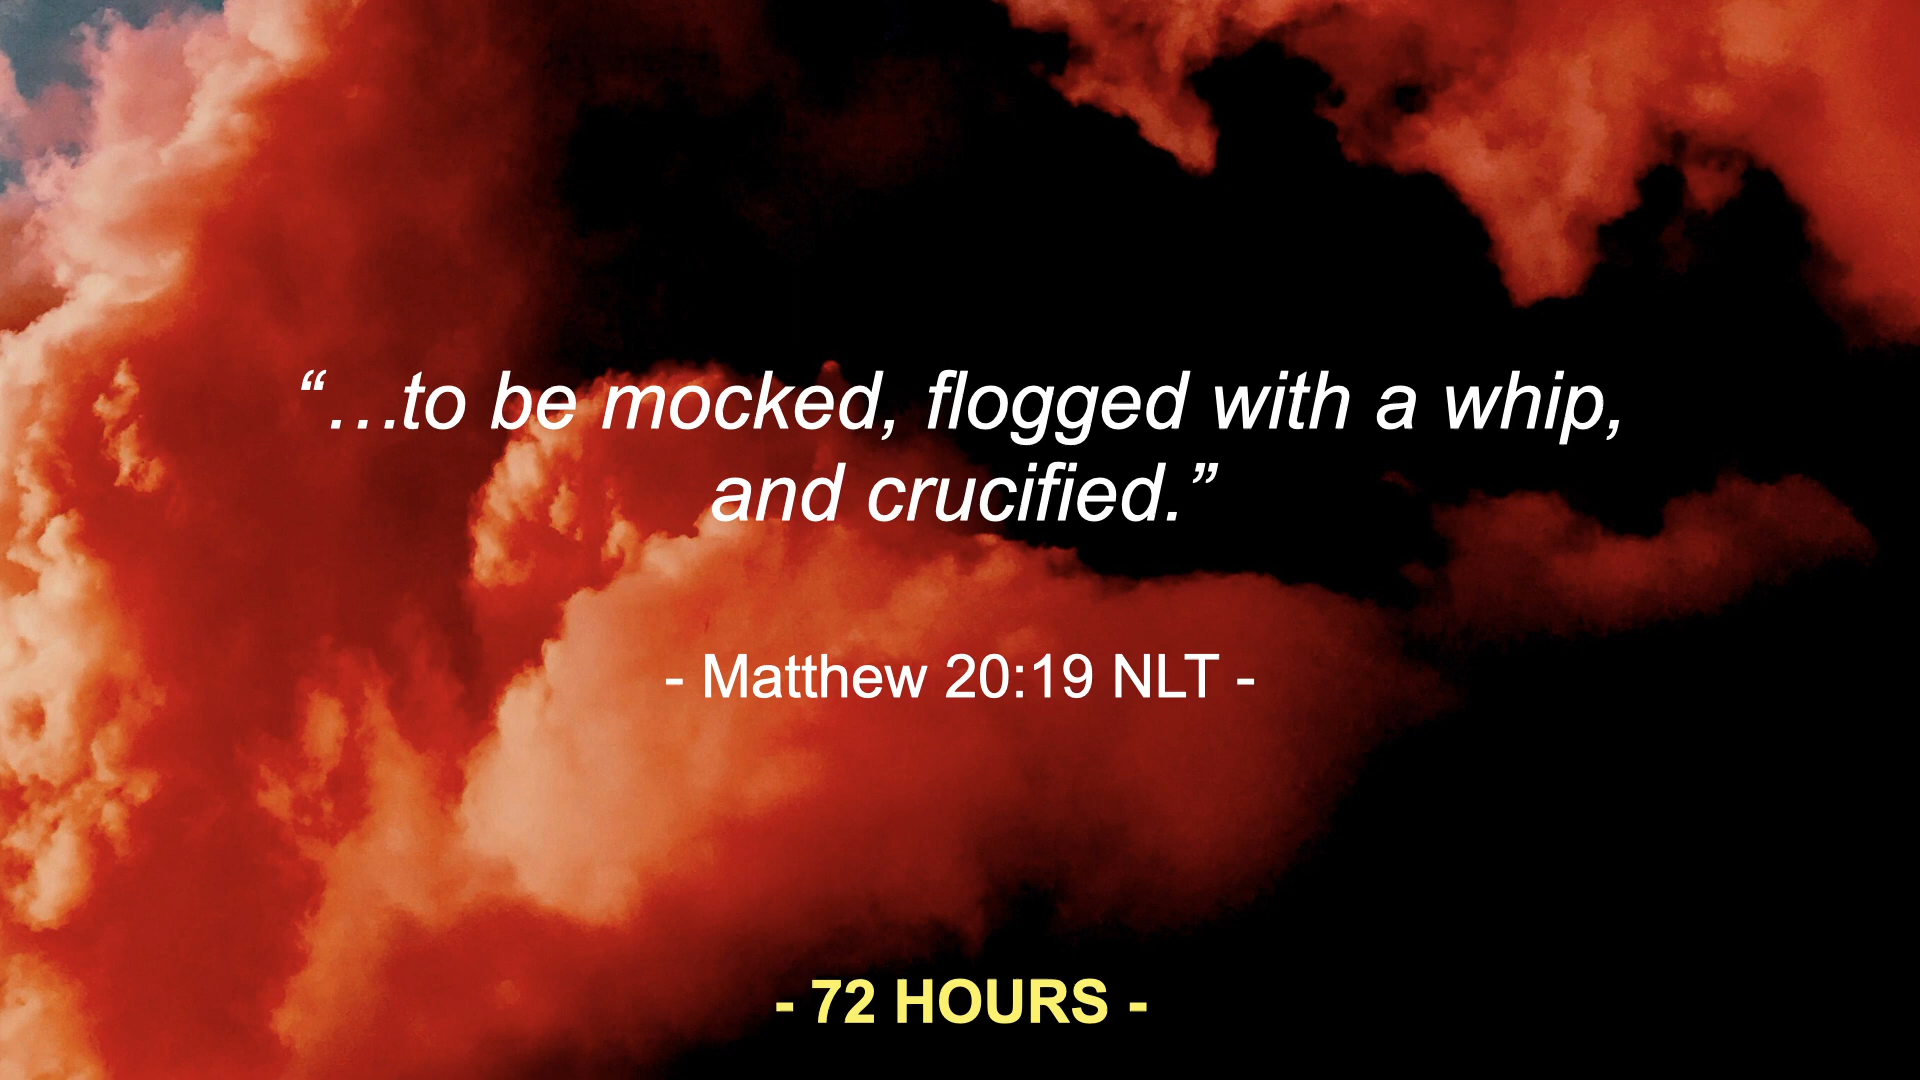 “…to be mocked, flogged with a whip,
and crucified.”
- Matthew 20:19 NLT -
- 72 HOURS -